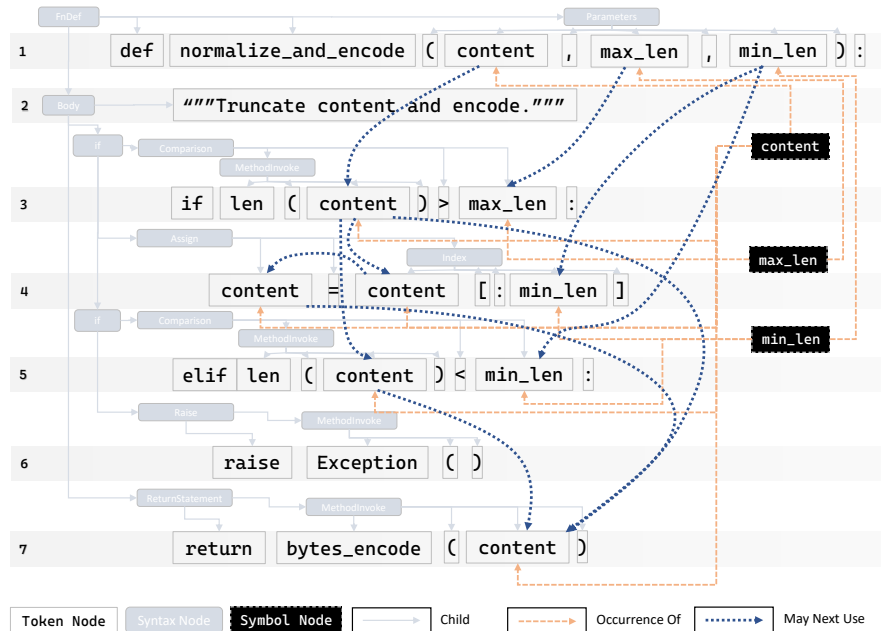 FnDef Parameters
1 def normalize_and_encode ( content , max_len , min_len ) :
2 Body “””Truncate content and encode.”””
content
if Comparison
MethodInvoke
3 if len ( content ) > max_len :
Assign Index
max_len
4 content = content [ : min_len ]
if Comparison
MethodInvoke
min_len
5 elif len ( content ) < min_len :
Raise MethodInvoke
6 raise Exception ( )
ReturnStatement MethodInvoke
7 return bytes_encode ( content )
Token Node Syntax Node Symbol Node Child Occurrence Of May Next Use